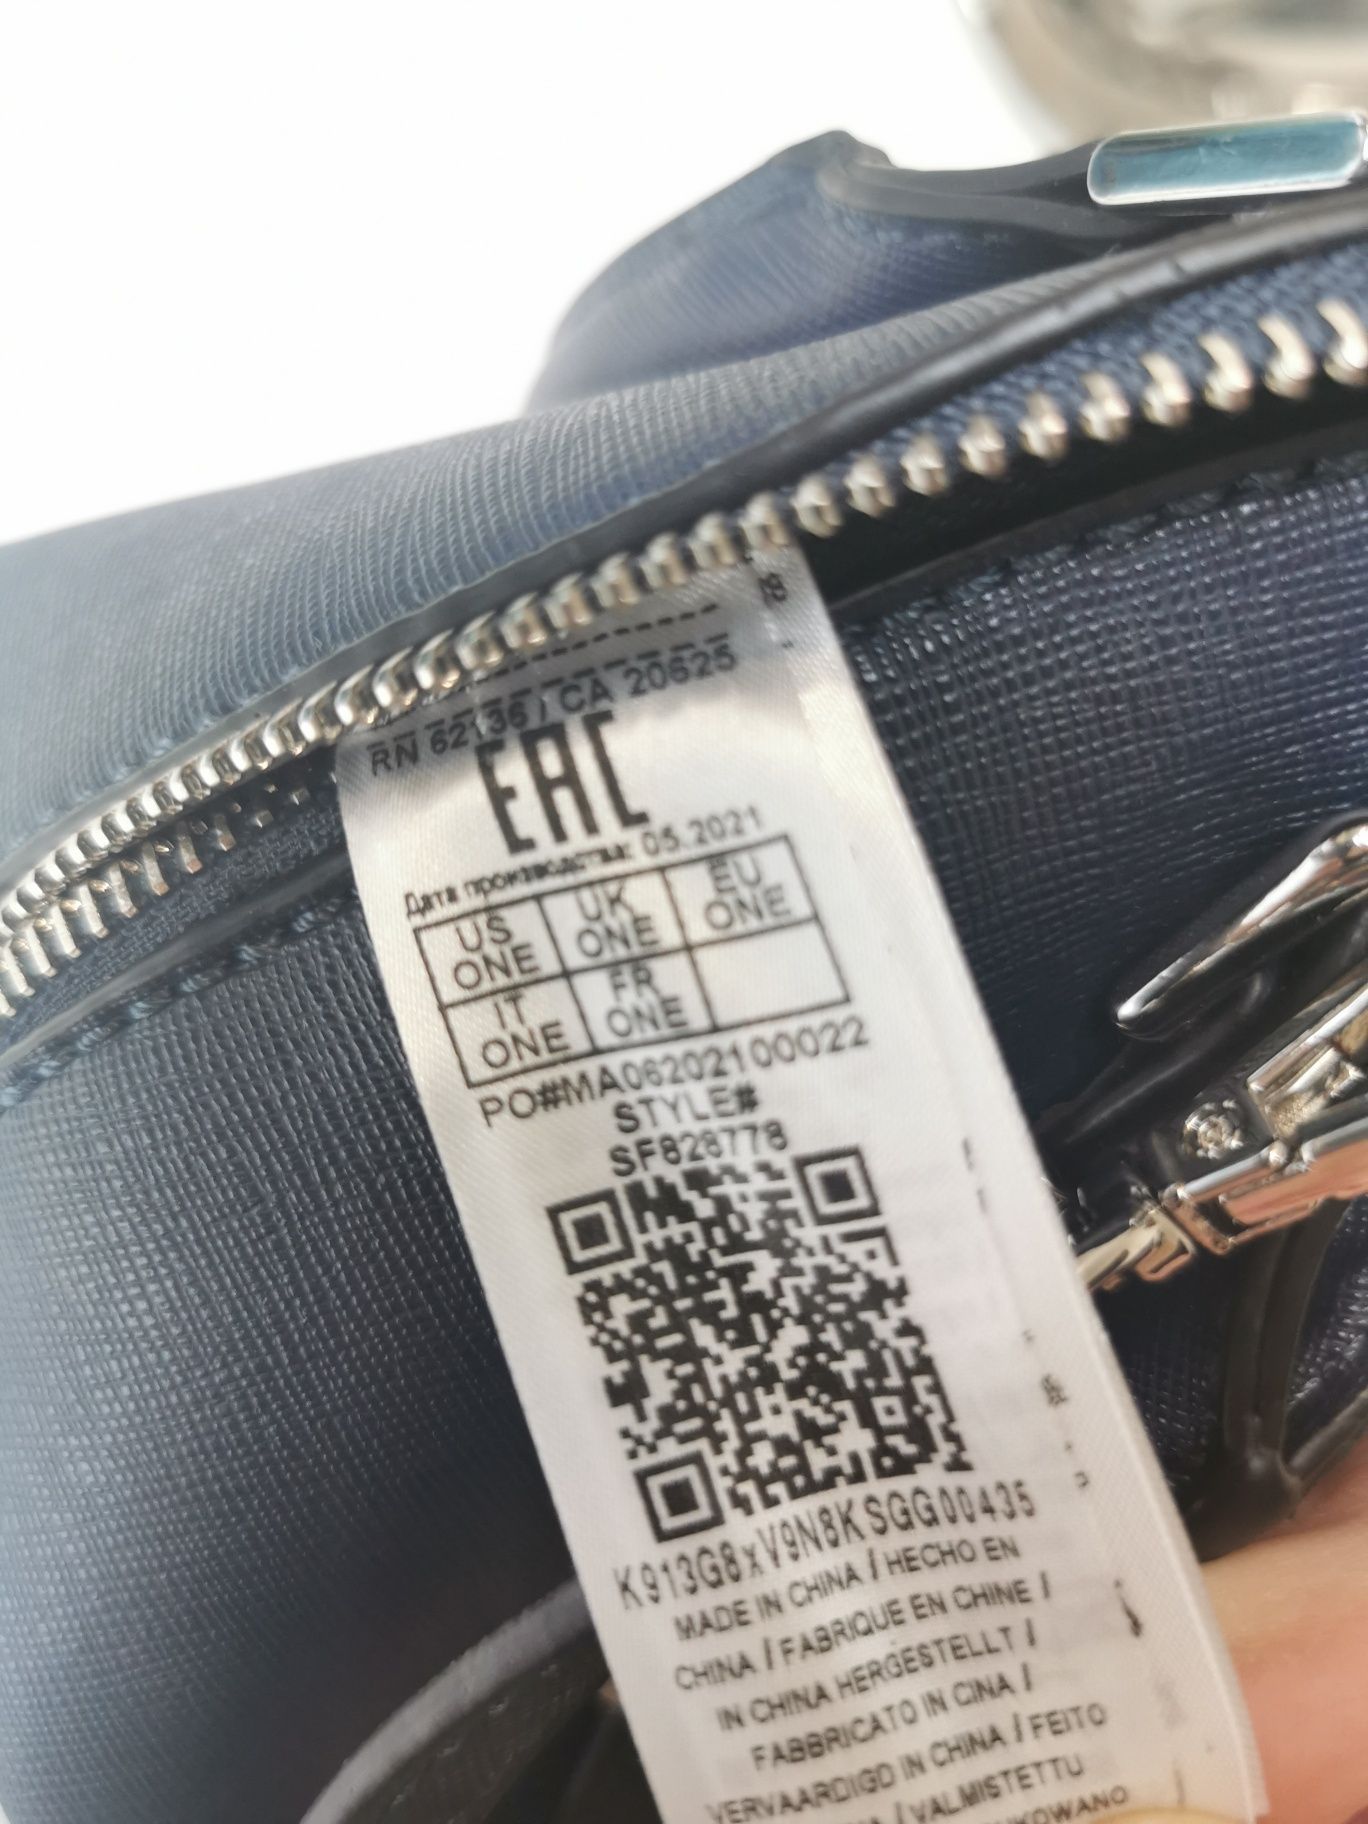 RN 62136 / CA 20625
EAC
Дата производства: 05.2021
US UK EU
ONE ONE ONE
IT FR
ONE ONE
PO#MA06202100022
STYLE#
SF828778
K913G8xV9N8KSGG00435
MADE IN CHINA / HECHO EN
CHINA / FABRIQUE EN CHINE /
IN CHINA HERGESTELLT /
FABBRICATO IN CINA /
VERVAARDIGD IN CHINA / FEITO
/ VALMISTETTU